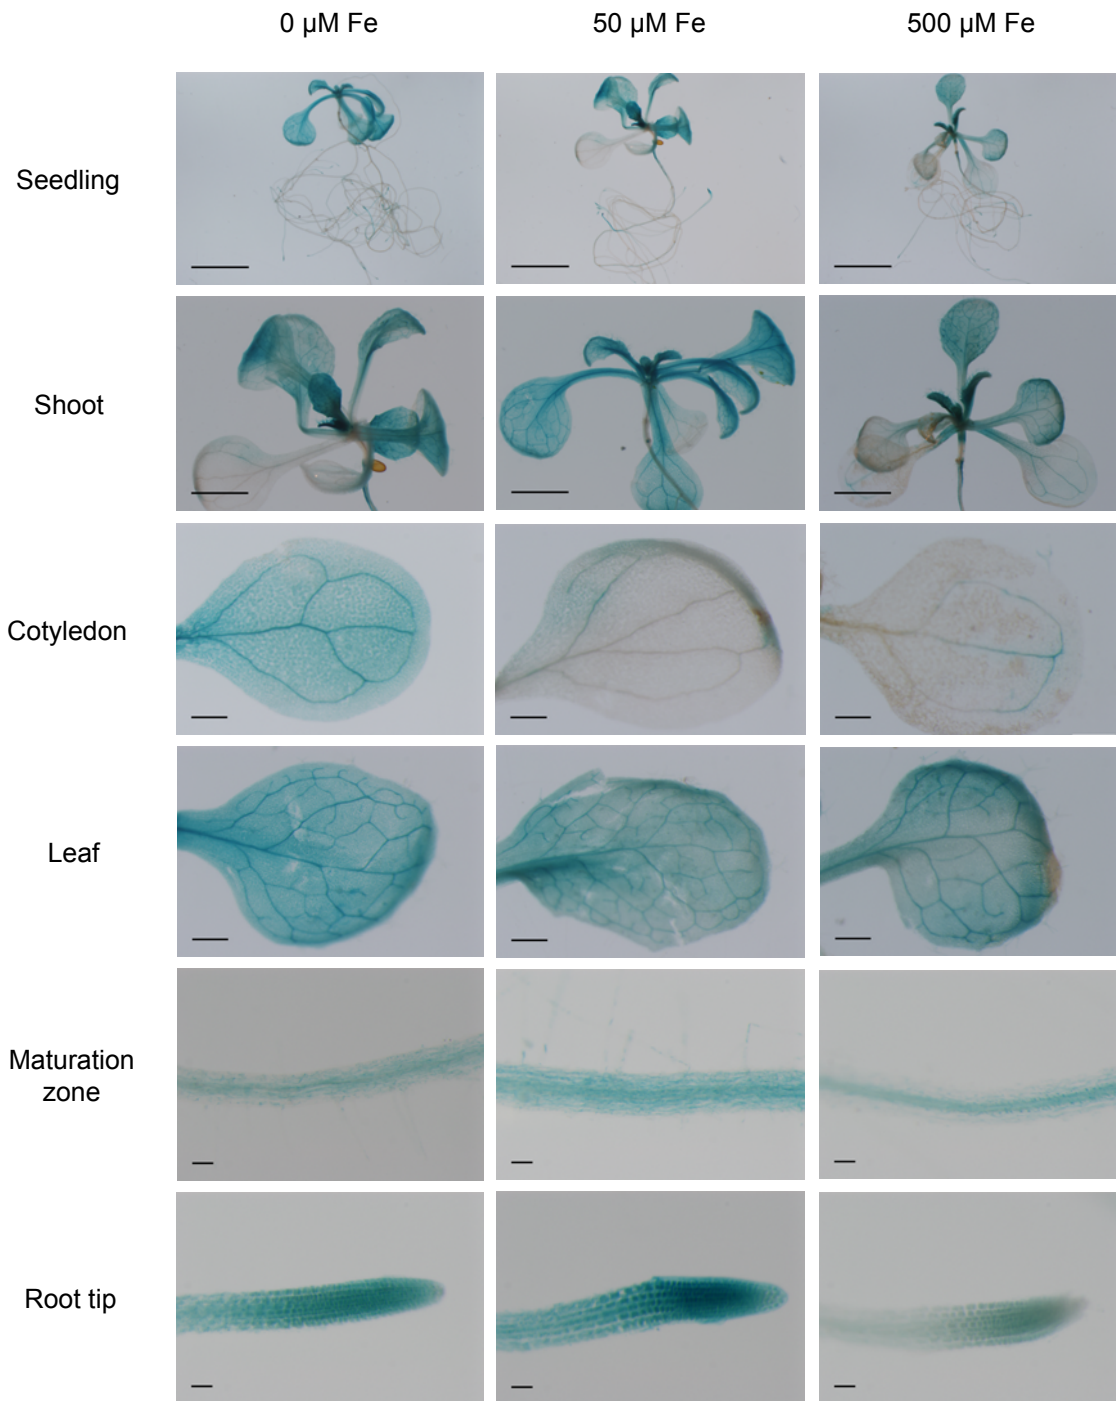 0 µM Fe
50 µM Fe
500 µM Fe
Seedling
Shoot
Cotyledon
Leaf
Maturation
zone
Root tip